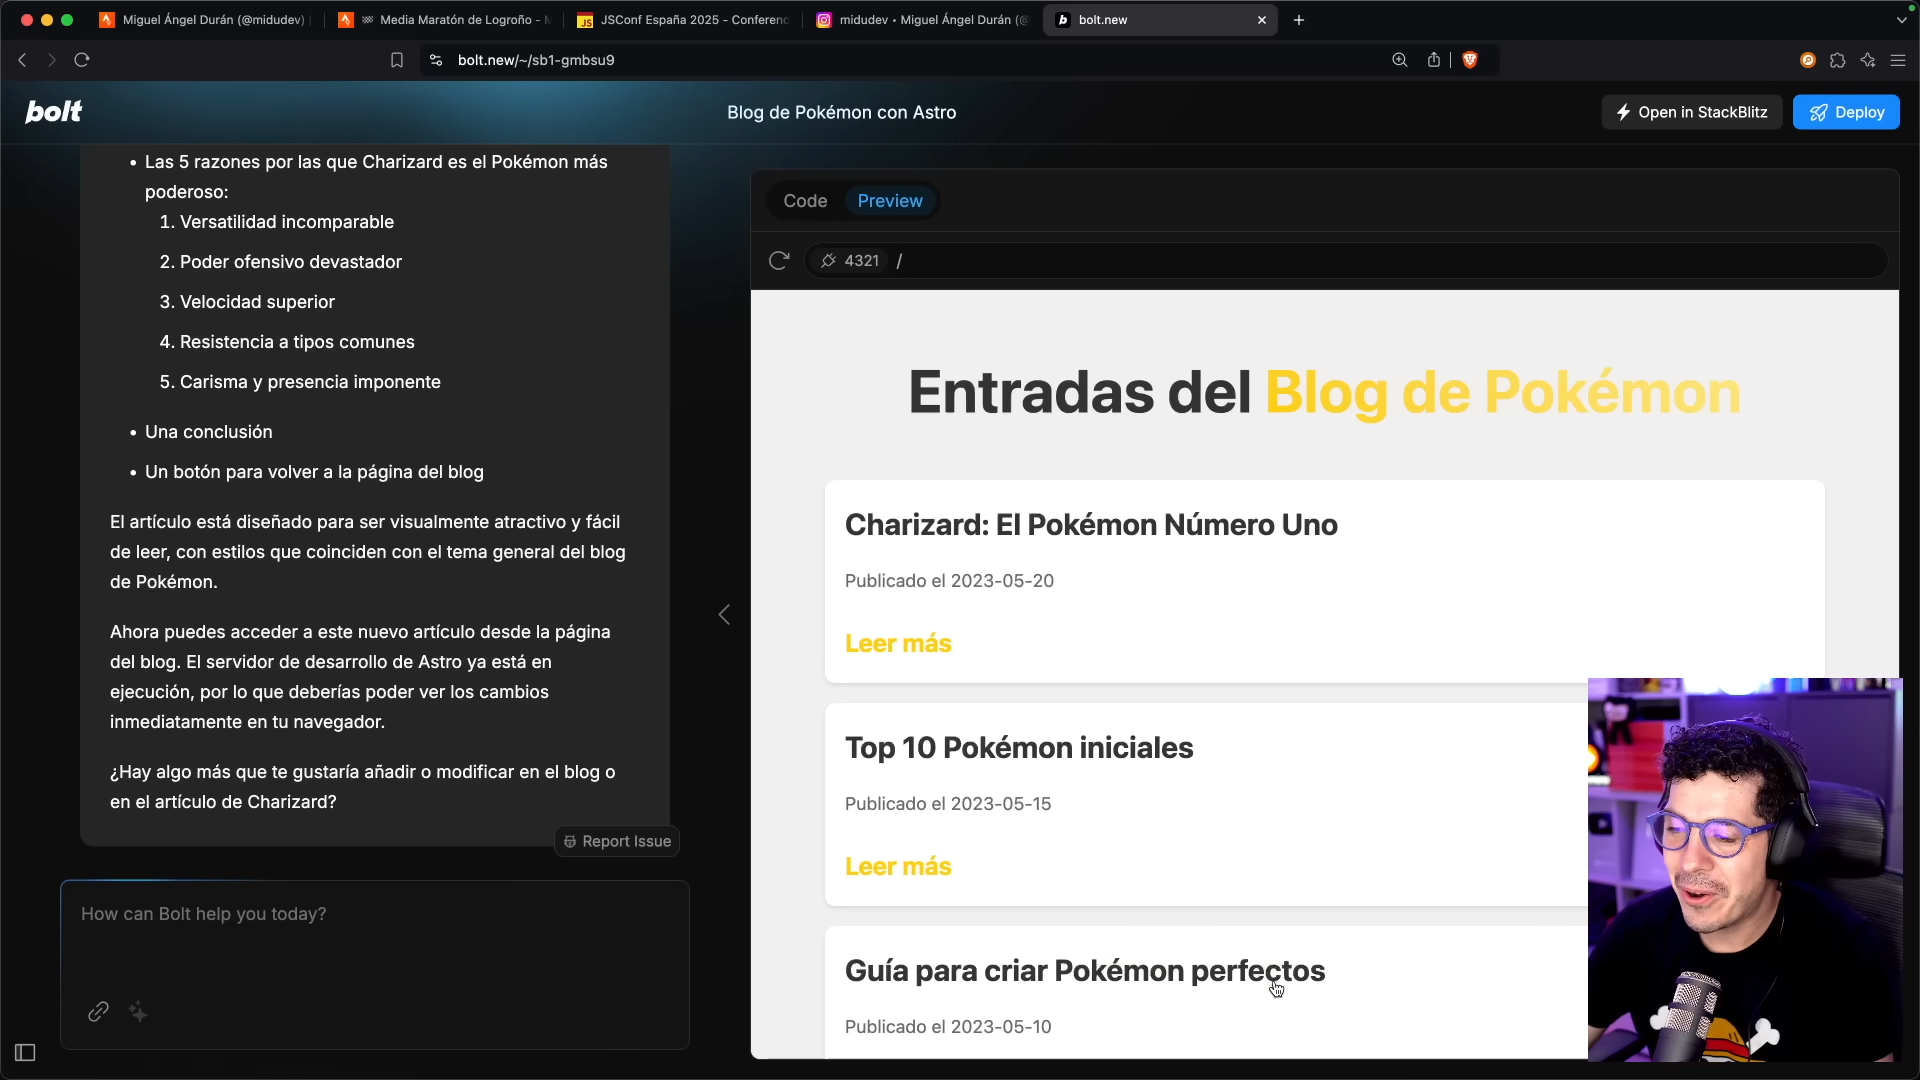 Miguel Ángel Durán (@midudev)
Media Maratón de Logroño -
JSConf España 2025 - Conferenc
midudev • Miguel Ángel Durán (@
bolt.new
bolt.new/~/sb1-gmbsu9
bolt
Blog de Pokémon con Astro
Open in StackBlitz
Deploy
• Las 5 razones por las que Charizard es el Pokémon más
poderoso:
1. Versatilidad incomparable
2. Poder ofensivo devastador
3. Velocidad superior
4. Resistencia a tipos comunes
5. Carisma y presencia imponente
• Una conclusión
• Un botón para volver a la página del blog
El artículo está diseñado para ser visualmente atractivo y fácil
de leer, con estilos que coinciden con el tema general del blog
de Pokémon.
Ahora puedes acceder a este nuevo artículo desde la página
del blog. El servidor de desarrollo de Astro ya está en
ejecución, por lo que deberías poder ver los cambios
inmediatamente en tu navegador.
¿Hay algo más que te gustaría añadir o modificar en el blog o
en el artículo de Charizard?
Report Issue
How can Bolt help you today?
Code
Preview
4321
/
Entradas del Blog de Pokémon
Charizard: El Pokémon Número Uno
Publicado el 2023-05-20
Leer más
Top 10 Pokémon iniciales
Publicado el 2023-05-15
Leer más
Guía para criar Pokémon perfectos
Publicado el 2023-05-10